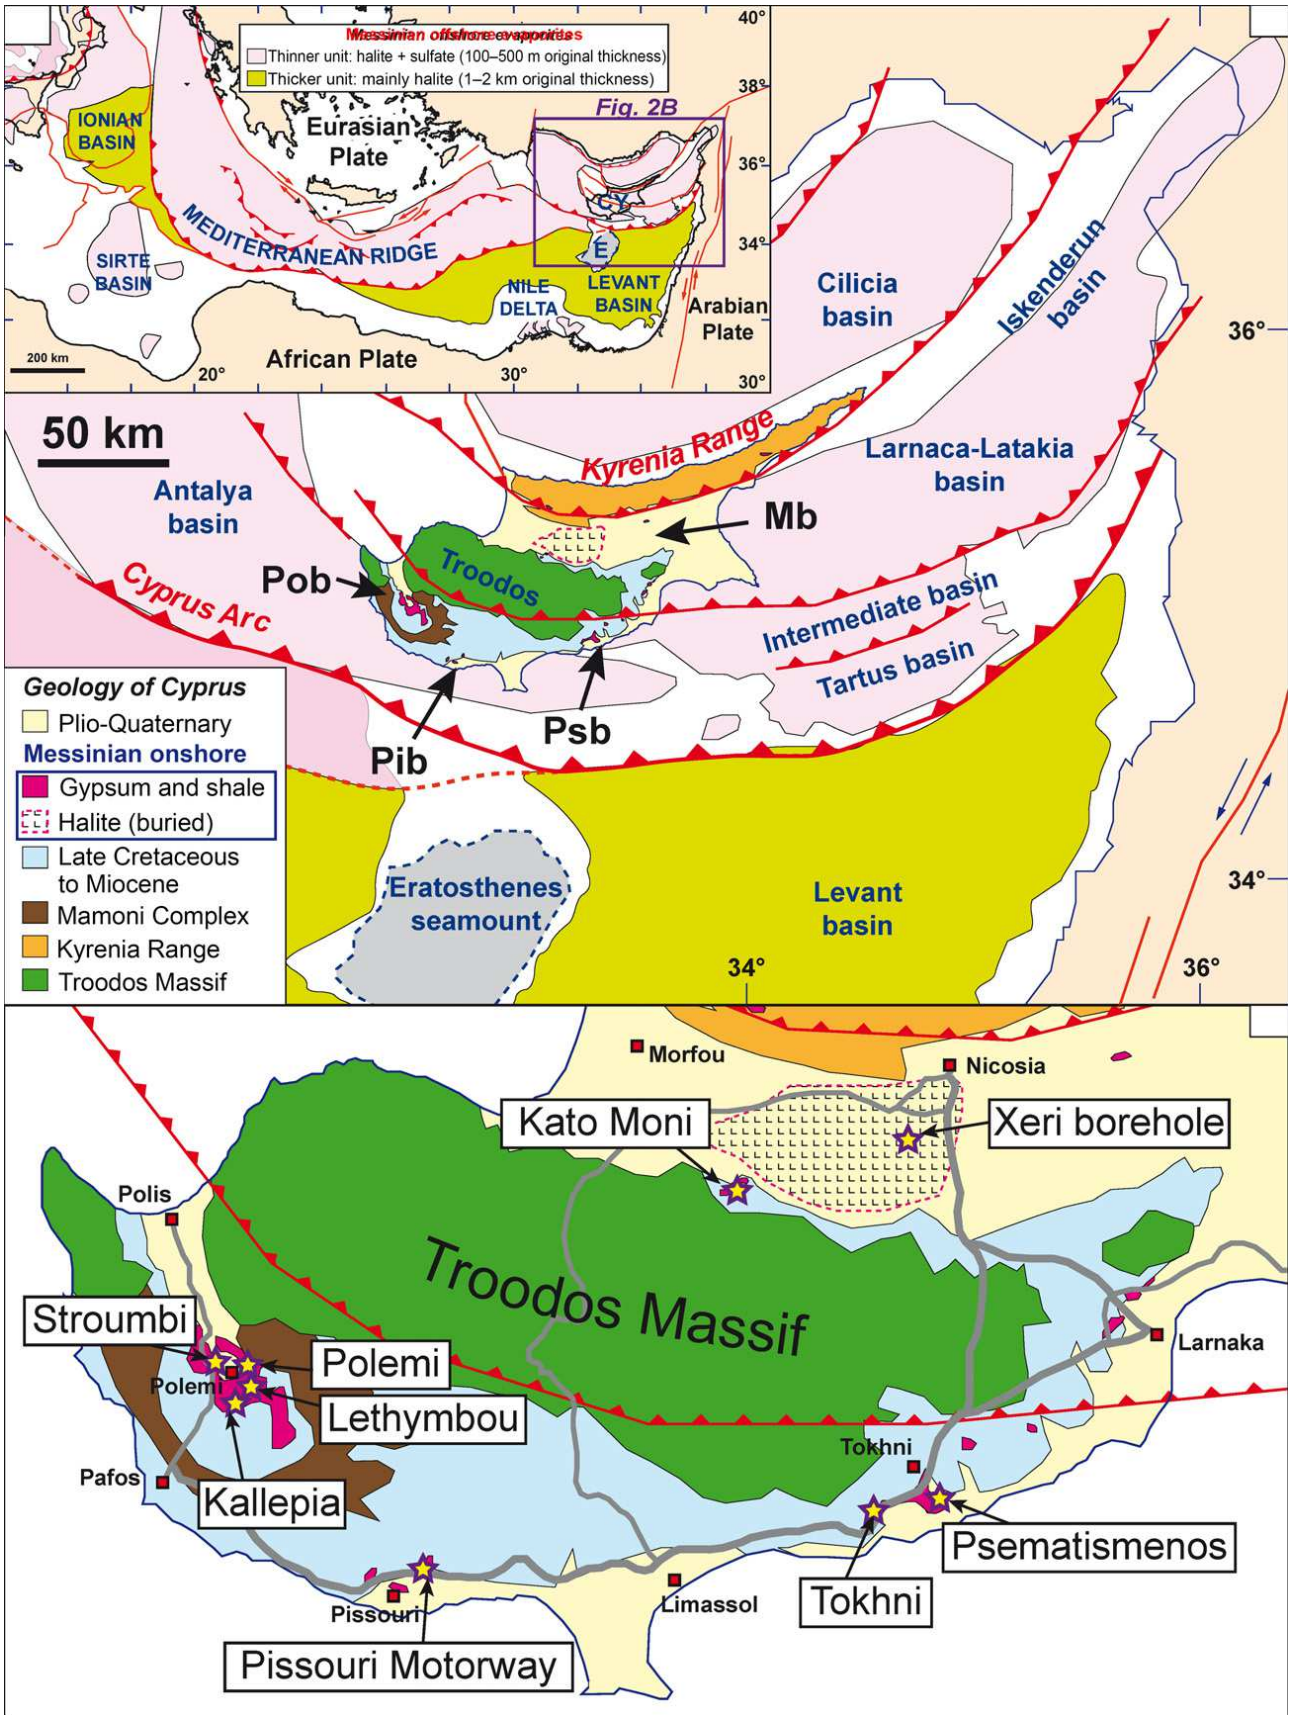 Messinian offshore evaporites
Thinner unit: halite + sulfate (100–500 m original thickness)
Thicker unit: mainly halite (1–2 km original thickness)
Fig. 2B
40°
38°
36°
34°
30°
IONIAN
BASIN
Eurasian
Plate
CY
E
MEDITERRANEAN RIDGE
SIRTE
BASIN
NILE
DELTA
LEVANT
BASIN
Arabian
Plate
African Plate
200 km
20°
30°
Cilicia
basin
Iskenderun
basin
36°
50 km
Kyrenia Range
Antalya
basin
Larnaca-Latakia
basin
Mb
Pob
Troodos
Cyprus Arc
Intermediate basin
Tartus basin
Psb
Pib
Geology of Cyprus
Plio-Quaternary
Messinian onshore
Gypsum and shale
Halite (buried)
Late Cretaceous
to Miocene
Mamoni Complex
Kyrenia Range
Troodos Massif
Eratosthenes
seamount
Levant
basin
34°
34°
36°
Morfou
Nicosia
Kato Moni
Xeri borehole
Polis
Troodos Massif
Stroumbi
Polemi
Polemi
Lethymbou
Larnaka
Pafos
Kallepia
Tokhni
Psematismenos
Tokhni
Pissouri
Limassol
Pissouri Motorway